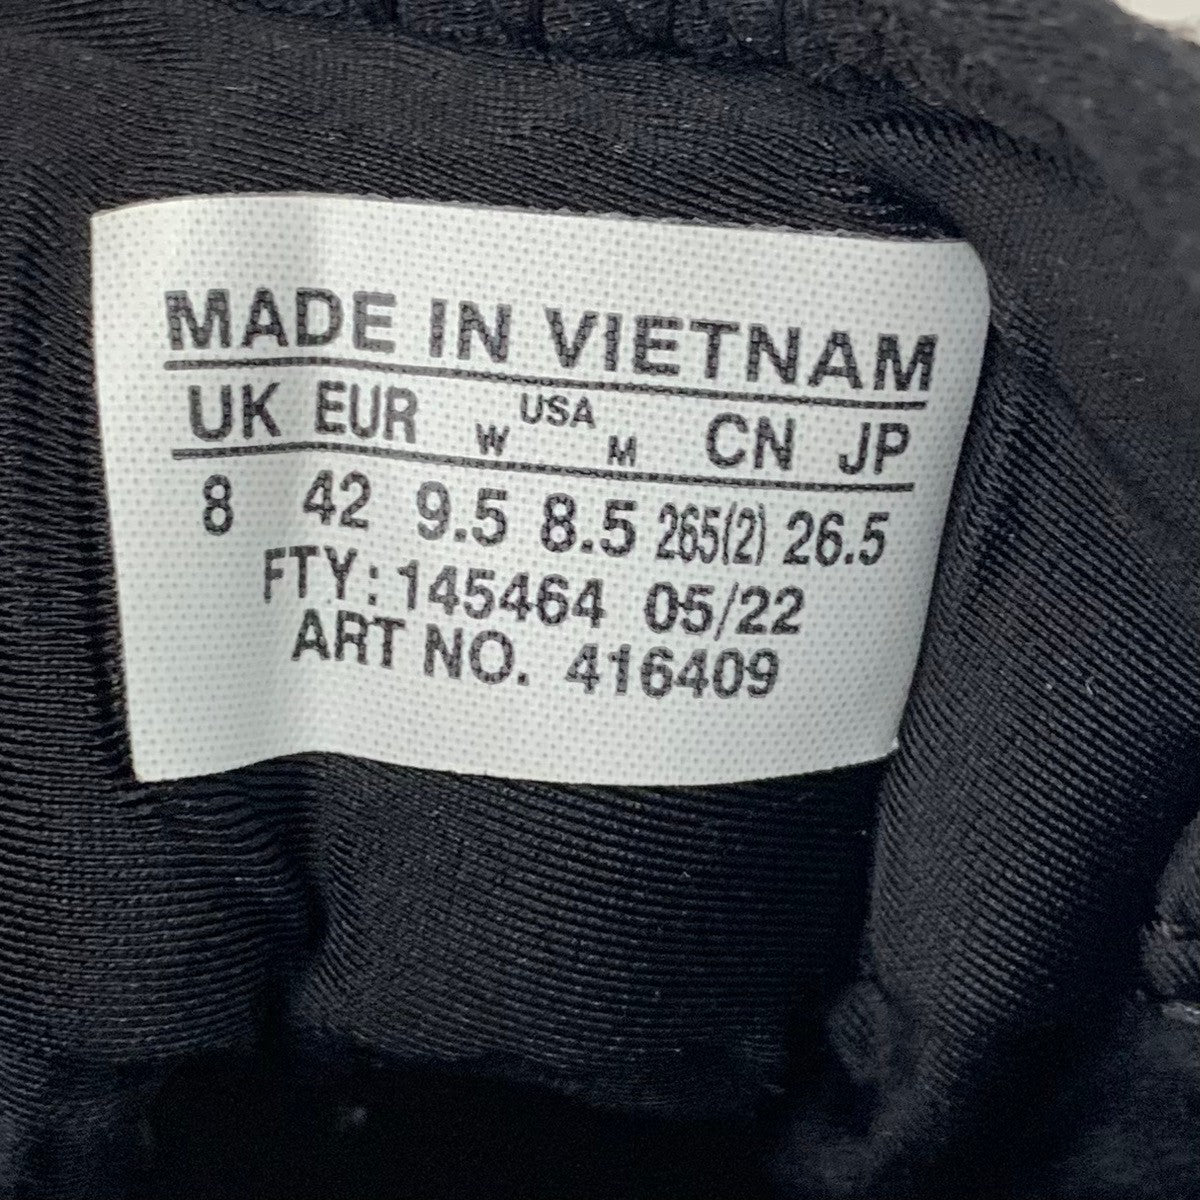 MADE IN VIETNAM
UK EUR W USA M CN JP
8 42 9.5 8.5 265(2) 26.5
FTY: 145464 05/22
ART NO. 416409